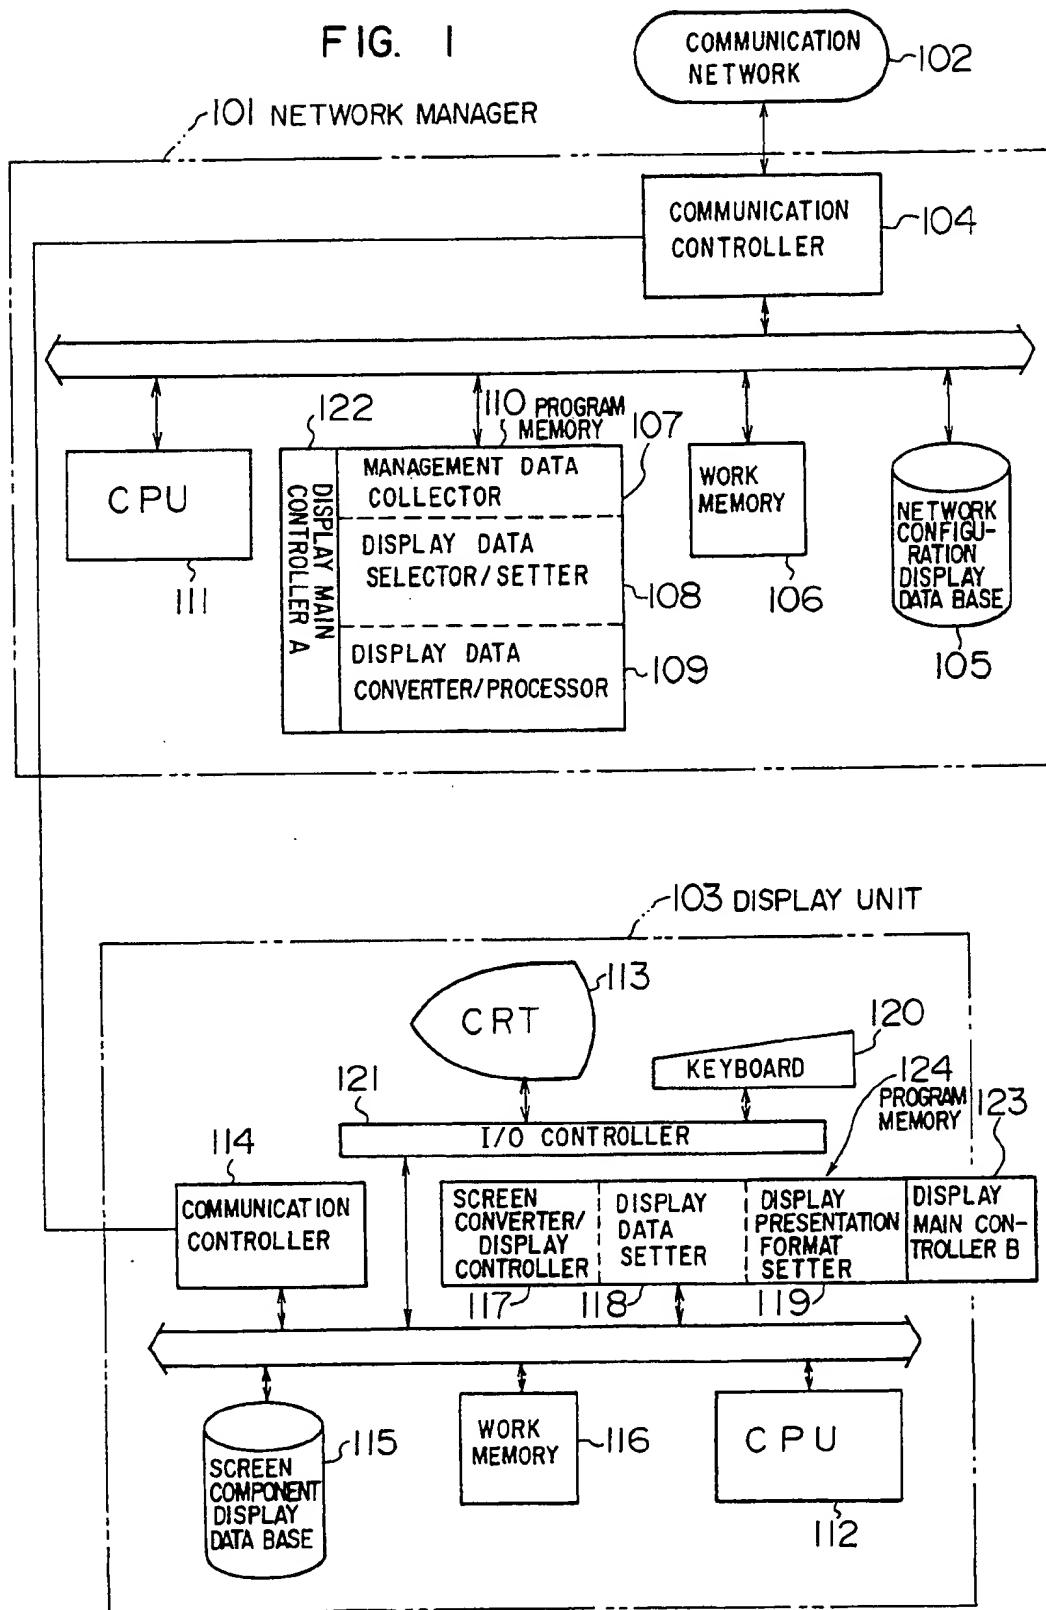 FIG. 1
COMMUNICATION
NETWORK
102
101 NETWORK MANAGER
COMMUNICATION
CONTROLLER
104
122
110 PROGRAM
MEMORY
107
CPU
111
DISPLAY MAIN
CONTROLLER A
MANAGEMENT DATA
COLLECTOR
DISPLAY DATA
SELECTOR/SETTER
108
DISPLAY DATA
CONVERTER/PROCESSOR
109
WORK
MEMORY
106
NETWORK
CONFIGU-
RATION
DISPLAY
DATA BASE
105
103 DISPLAY UNIT
CRT
113
KEYBOARD
120
121
I/O CONTROLLER
124
PROGRAM
MEMORY
123
114
COMMUNICATION
CONTROLLER
SCREEN
CONVERTER/
DISPLAY
CONTROLLER
117
DISPLAY
DATA
SETTER
118
DISPLAY
PRESENTATION
FORMAT
SETTER
119
DISPLAY
MAIN CON-
TROLLER B
SCREEN
COMPONENT
DISPLAY
DATA BASE
115
WORK
MEMORY
116
CPU
112